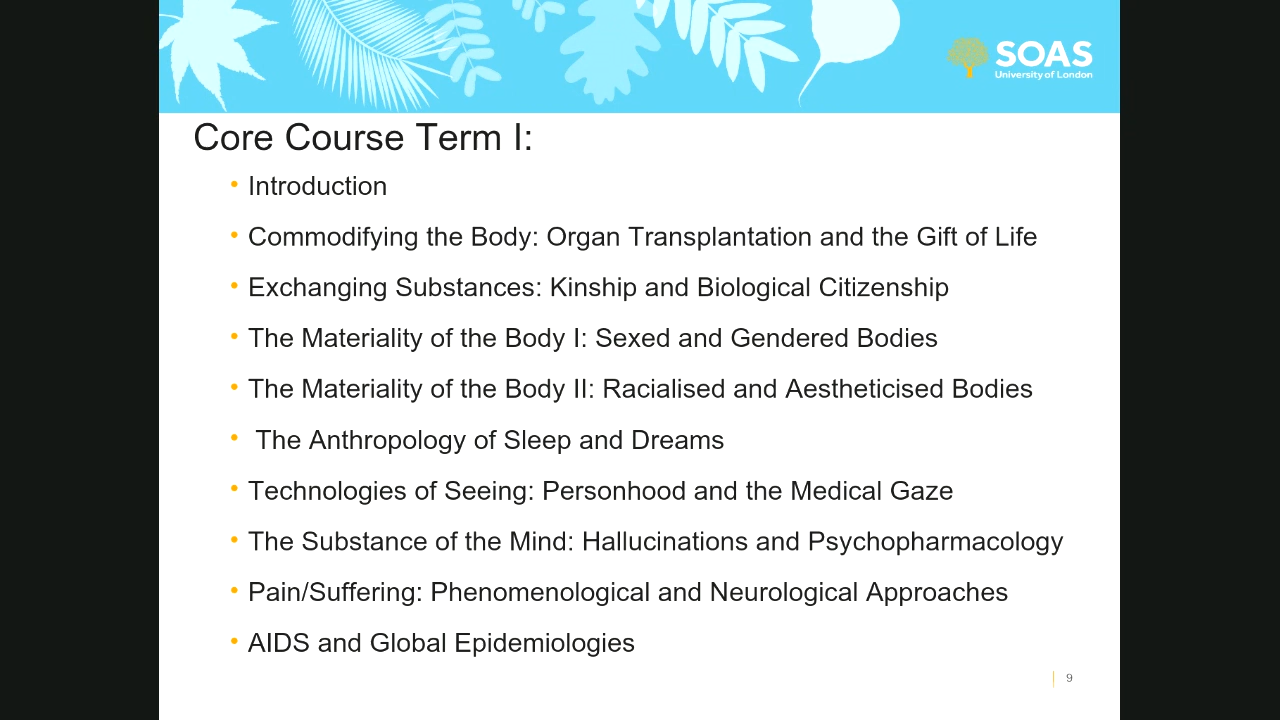 SOAS
University of London
Core Course Term I:
• Introduction
• Commodifying the Body: Organ Transplantation and the Gift of Life
• Exchanging Substances: Kinship and Biological Citizenship
• The Materiality of the Body I: Sexed and Gendered Bodies
• The Materiality of the Body II: Racialised and Aestheticised Bodies
• The Anthropology of Sleep and Dreams
• Technologies of Seeing: Personhood and the Medical Gaze
• The Substance of the Mind: Hallucinations and Psychopharmacology
• Pain/Suffering: Phenomenological and Neurological Approaches
• AIDS and Global Epidemiologies
9